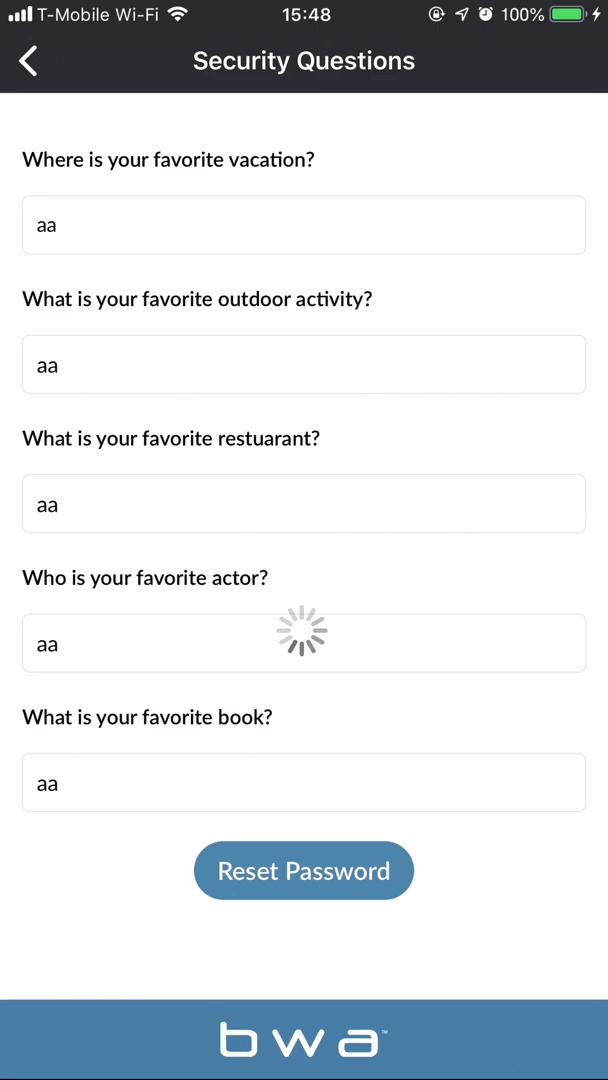 T-Mobile Wi-Fi 15:48 100%
Security Questions
Where is your favorite vacation?
aa
What is your favorite outdoor activity?
aa
What is your favorite restuarant?
aa
Who is your favorite actor?
aa
What is your favorite book?
aa
Reset Password
bwa™